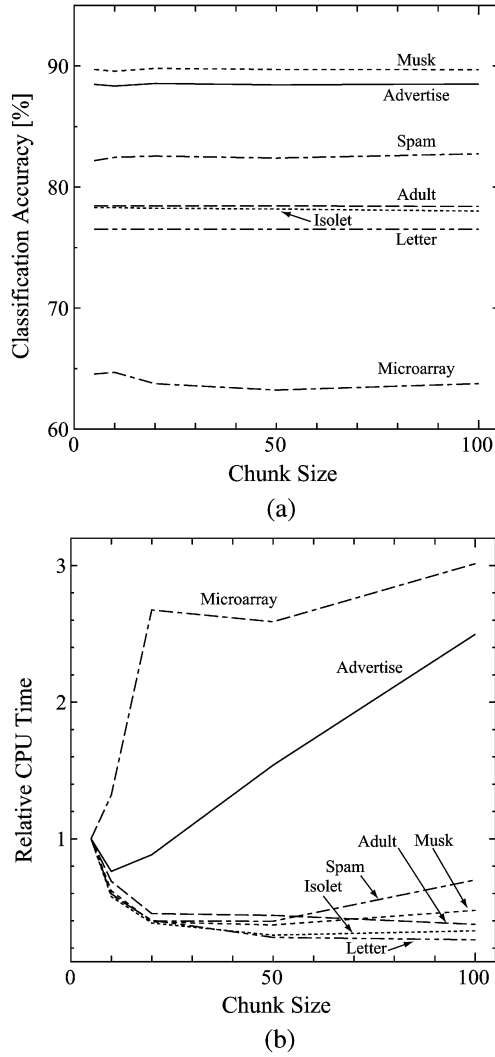 90
80
70
60
Classification Accuracy [%]
Musk
Advertise
Spam
Adult
Isolet
Letter
Microarray
0
50
100
Chunk Size
(a)
3
2
1
Relative CPU Time
Microarray
Advertise
Adult
Musk
Spam
Isolet
Letter
0
50
100
Chunk Size
(b)